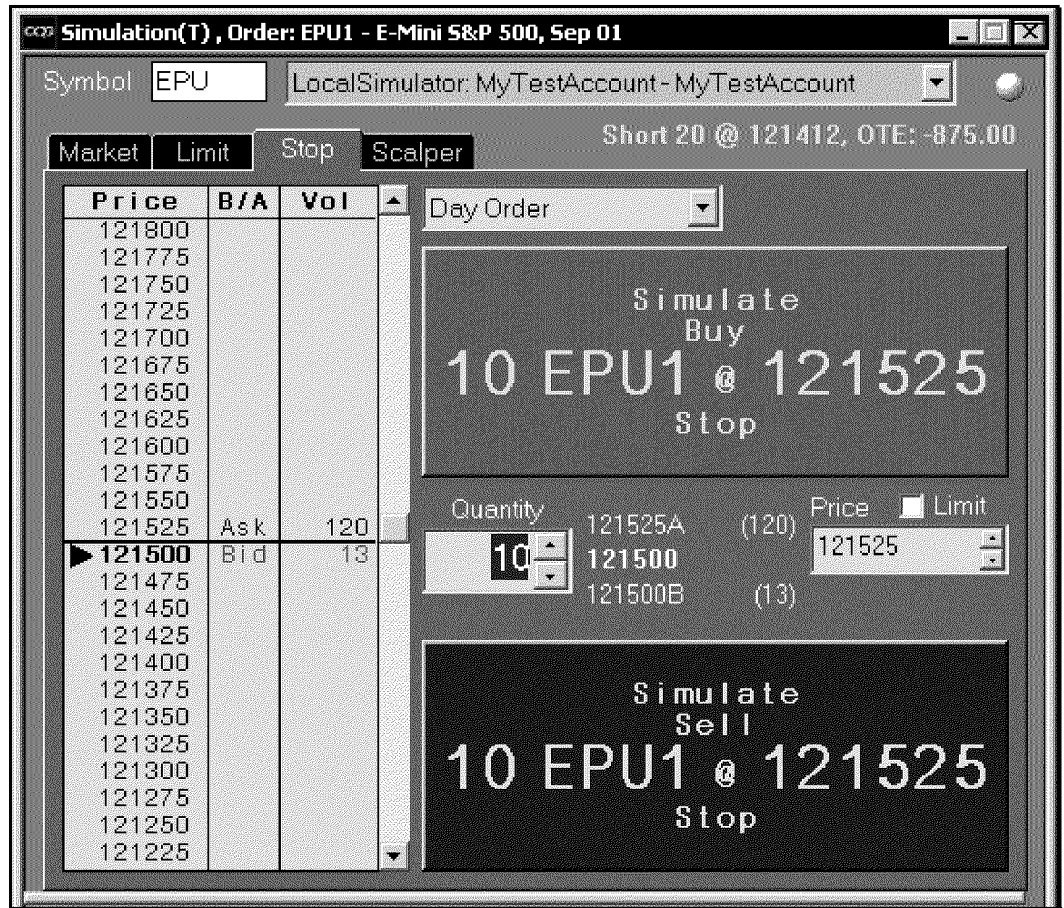 CQG Simulation(T) , Order: EPU1 - E-Mini S&P 500, Sep 01
Symbol EPU LocalSimulator: MyTestAccount - MyTestAccount
Short 20 @ 121412, OTE: -875.00
Market Limit Stop Scalper
Price B/A Vol
121800
121775
121750
121725
121700
121675
121650
121625
121600
121575
121550
121525 Ask 120
121500 Bid 13
121475
121450
121425
121400
121375
121350
121325
121300
121275
121250
121225
Day Order
Simulate
Buy
10 EPU1 @ 121525
Stop
Quantity
10
121525A (120)
121500
121500B (13)
Price Limit
121525
Simulate
Sell
10 EPU1 @ 121525
Stop